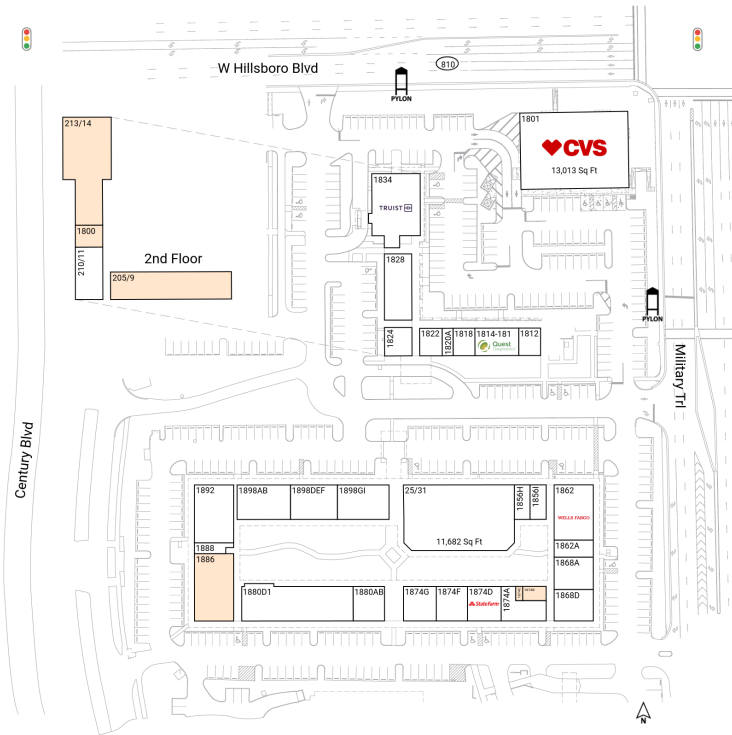 W Hillsboro Blvd
810
PYLON
213/14
1801
CVS
13,013 Sq Ft
1834
TRUIST
1800
210/11
2nd Floor
205/9
1828
PYLON
1824
1822
1820A
1818
1814-181
1812
Quest
Military Trl
Century Blvd
1892
1898AB
1898DEF
1898GI
25/31
1856H
1856I
1862
WELLS FARGO
11,682 Sq Ft
1888
1862A
1886
1868A
1880D1
1880AB
1874G
1874F
1874D
StateFarm
1874A
1868D
N